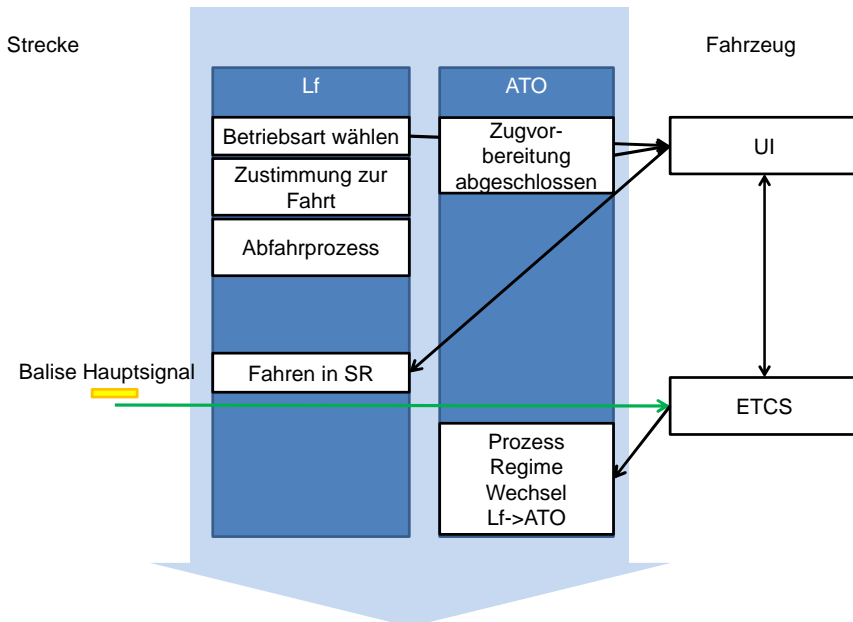 Strecke
Fahrzeug
Lf
ATO
Betriebsart wählen
Zugvor-
bereitung
abgeschlossen
UI
Zustimmung zur
Fahrt
Abfahrprozess
Balise Hauptsignal
Fahren in SR
ETCS
Prozess
Regime
Wechsel
Lf->ATO